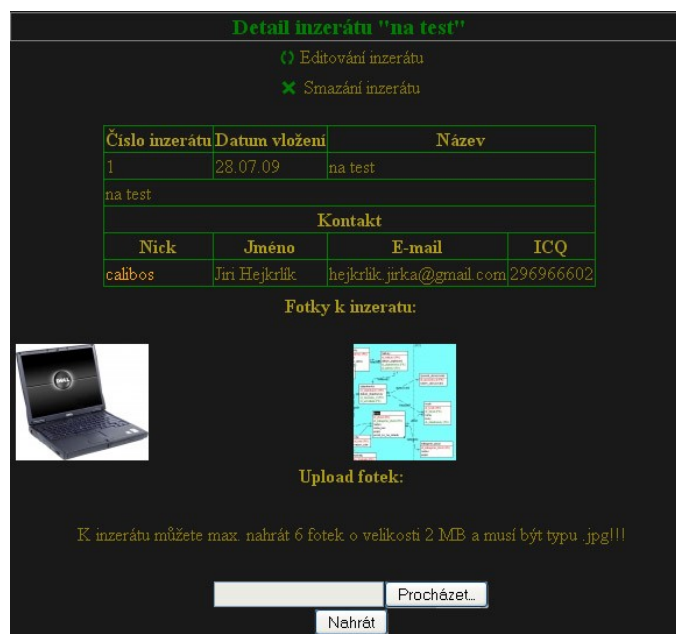 Detail inzerátu "na test"
Editování inzerátu
Smazání inzerátu
Číslo inzerátu Datum vložení Název
1 28.07.09 na test
na test
Kontakt
Nick Jméno E-mail ICQ
calibos Jiri Hejkrlík hejkrlik.jirka@gmail.com 296966602
Fotky k inzeratu:
DELL
Upload fotek:
K inzerátu můžete max. nahrát 6 fotek o velikosti 2 MB a musí být typu .jpg!!!
Procházet...
Nahrát